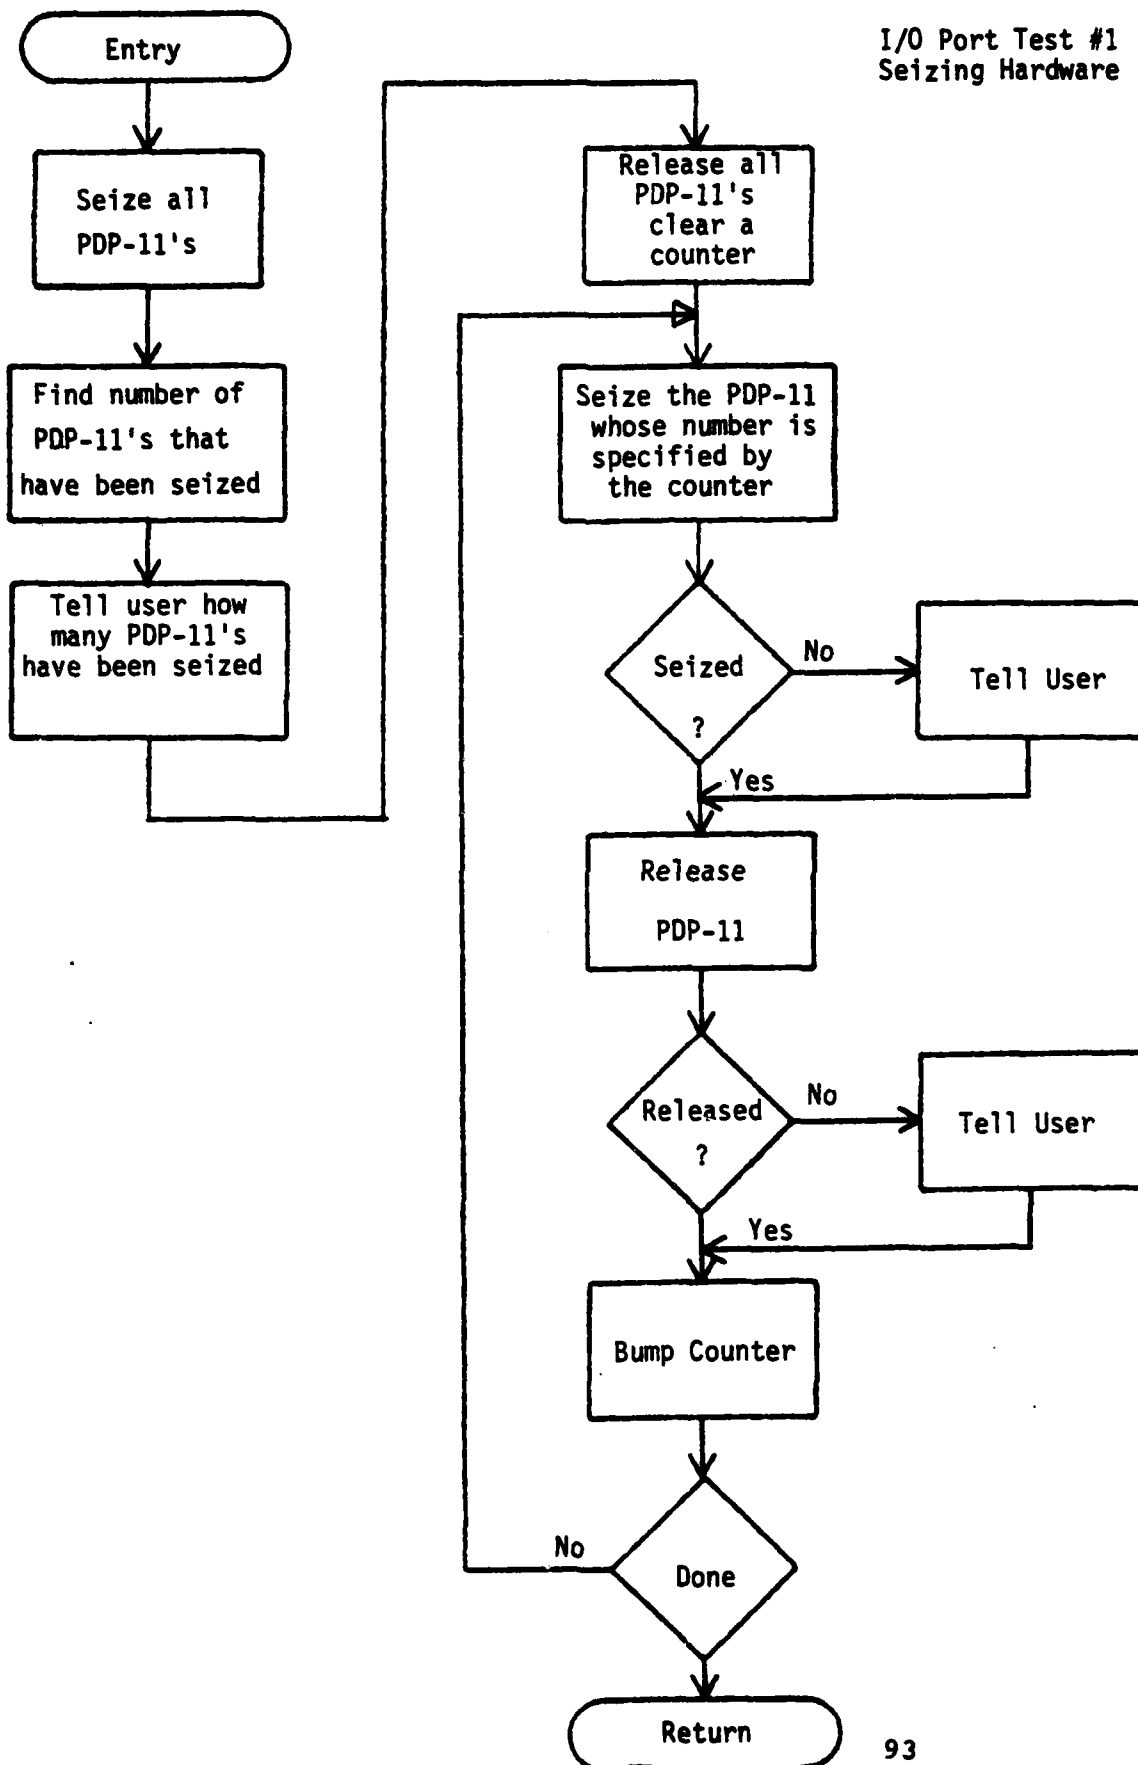 I/O Port Test #1
Seizing Hardware
Entry
Seize all
PDP-11's
Find number of
PDP-11's that
have been seized
Tell user how
many PDP-11's
have been seized
Release all
PDP-11's
clear a
counter
Seize the PDP-11
whose number is
specified by
the counter
Seized
?
No
Tell User
Yes
Release
PDP-11
Released
?
No
Tell User
Yes
Bump Counter
Done
No
Return
93